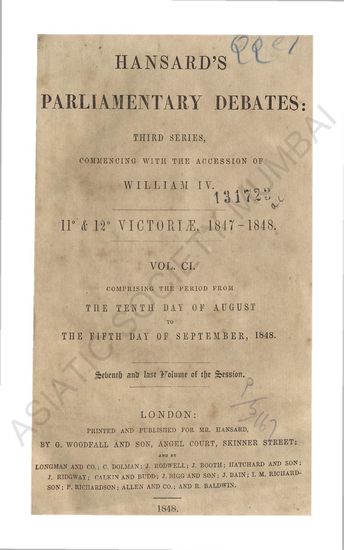 HANSARD'S
PARLIAMENTARY DEBATES:
THIRD SERIES,
COMMENCING WITH THE ACCESSION OF
WILLIAM IV.
131723
11° & 12° VICTORIÆ, 1847-1848.
VOL. CI.
COMPRISING THE PERIOD FROM
THE TENTH DAY OF AUGUST
TO
THE FIFTH DAY OF SEPTEMBER, 1848.
Seventh and last Volume of the Session.
LONDON:
PRINTED AND PUBLISHED FOR MR. HANSARD,
BY G. WOODFALL AND SON, ANGEL COURT, SKINNER STREET;
AND BY
LONGMAN AND CO.; C. DOLMAN; J. RODWELL; J. BOOTH; HATCHARD AND SON;
J. RIDGWAY; CALKIN AND BUDD; J. BIGG AND SON; J. BAIN; I. M. RICHARD-
SON; P. RICHARDSON; ALLEN AND CO.; AND R. BALDWIN.
1848.
ASIATIC SOCIETY MUMBAI